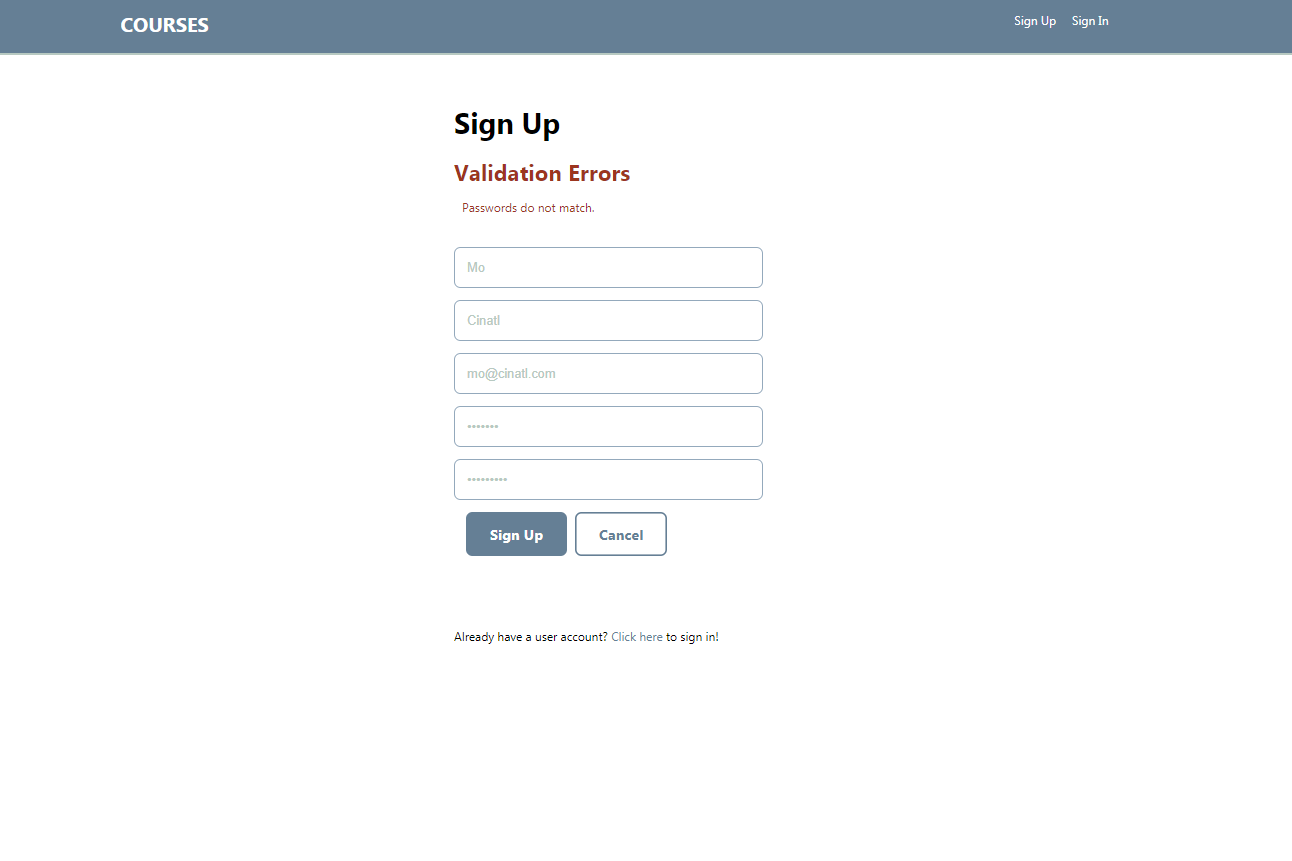 COURSES
Sign Up Sign In
Sign Up
Validation Errors
Passwords do not match.
Mo
Cinatl
mo@cinatl.com
•••••••
•••••••••
Sign Up Cancel
Already have a user account? Click here to sign in!